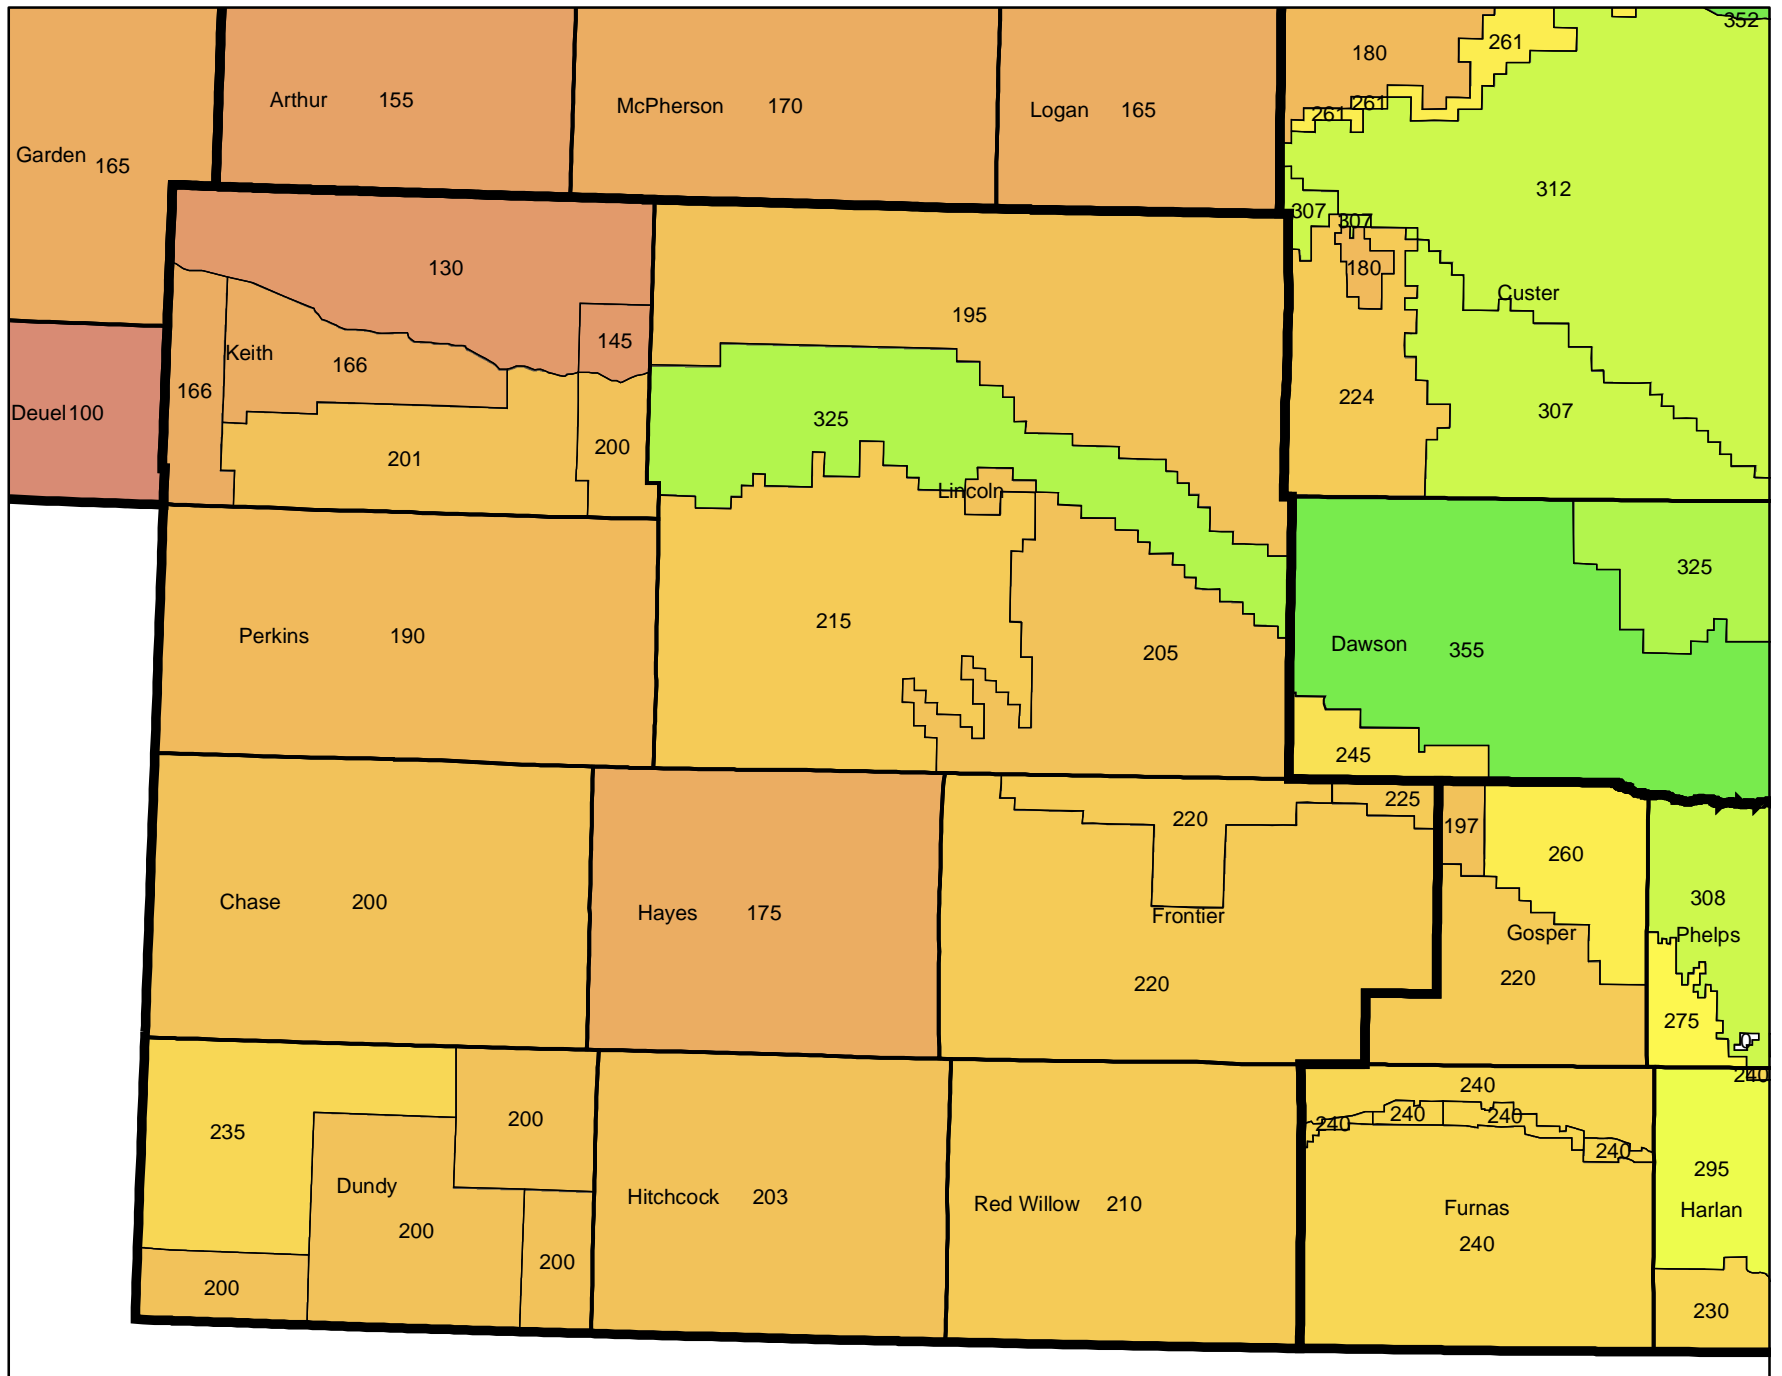 352
180
261
Arthur 155
McPherson 170
Logan 165
261
261
Garden 165
312
307
307
130
180
195
Custer
145
Keith
166
166
224
307
Deuel 100
325
201
200
Lincoln
325
Perkins 190
215
205
Dawson 355
245
220
225
197
260
Chase 200
Hayes 175
Frontier
308
Gosper
Phelps
220
220
275
0
240
240
235
200
240
240
240
240
295
Dundy
Hitchcock 203
Red Willow 210
Furnas
Harlan
200
240
200
200
230